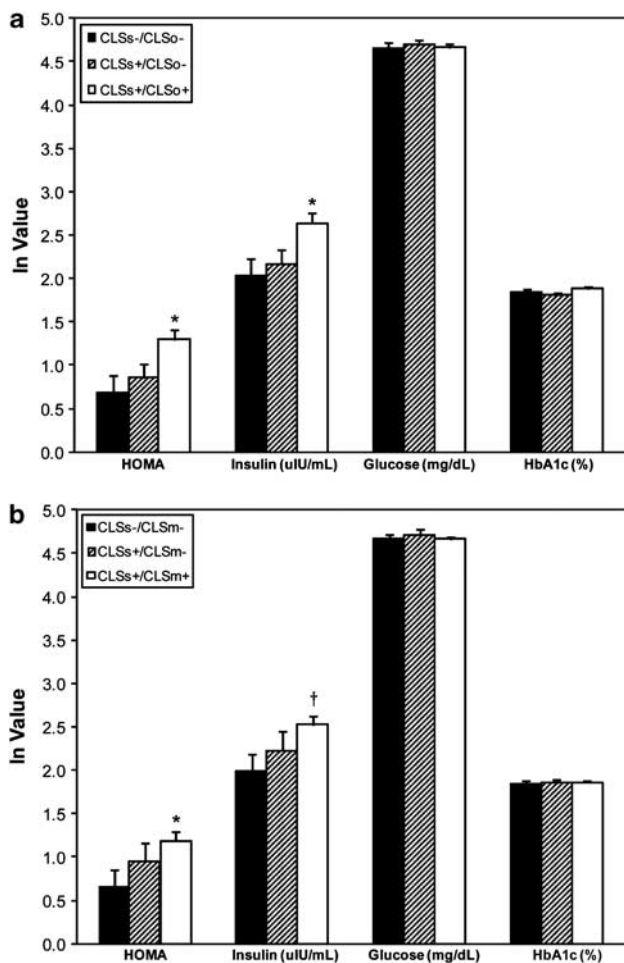 a
5.0
CLSs-/CLSo-
4.5
CLSs+/CLSo-
4.0
CLSs+/CLSo+
3.5
3.0
*
2.5
ln Value
2.0
1.5
*
1.0
0.5
0.0
HOMA Insulin (uIU/mL) Glucose (mg/dL) HbA1c (%)
b
5.0
CLSs-/CLSm-
4.5
CLSs+/CLSm-
4.0
CLSs+/CLSm+
3.5
3.0
†
2.5
ln Value
2.0
1.5
*
1.0
0.5
0.0
HOMA Insulin (uIU/mL) Glucose (mg/dL) HbA1c (%)